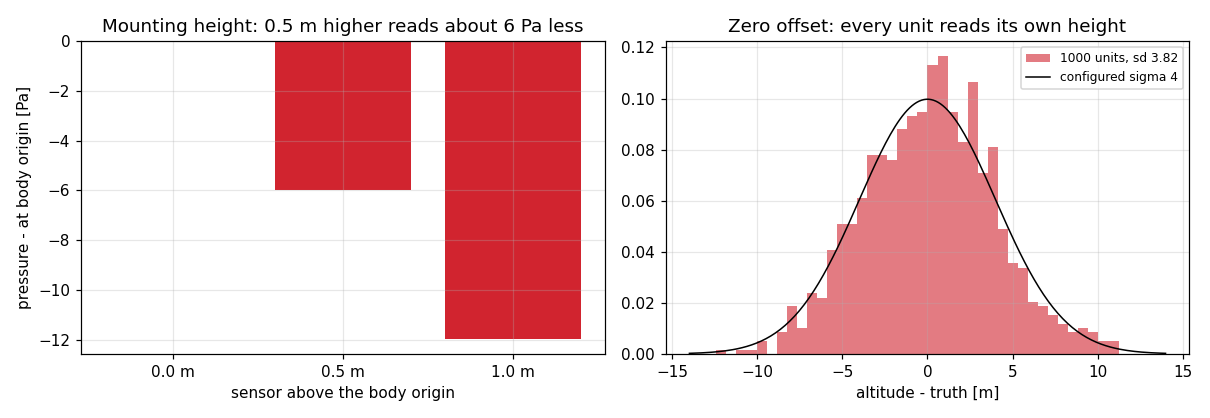 Mounting height: 0.5 m higher reads about 6 Pa less
0
−2
−4
−6
−8
−10
−12
pressure - at body origin [Pa]
0.0 m
0.5 m
1.0 m
sensor above the body origin
Zero offset: every unit reads its own height
1000 units, sd 3.82
configured sigma 4
0.12
0.10
0.08
0.06
0.04
0.02
0.00
−15
−10
−5
0
5
10
15
altitude - truth [m]